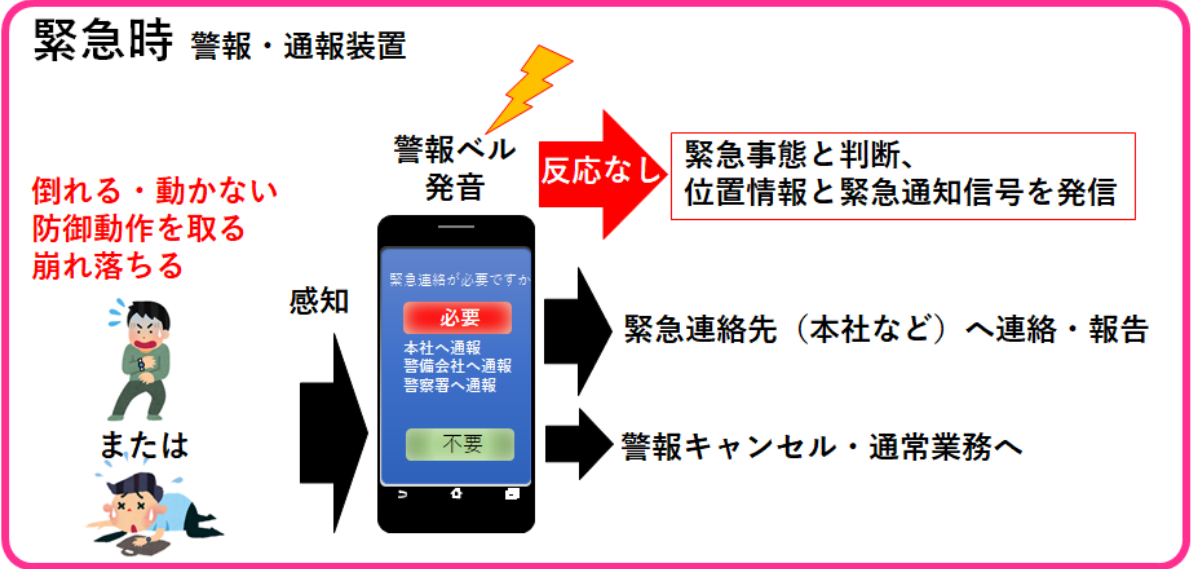 緊急時 警報・通報装置
警報ベル
発音
反応なし
緊急事態と判断、
位置情報と緊急通知信号を発信
倒れる・動かない
防御動作を取る
崩れ落ちる
感知
緊急連絡が必要ですか
必要
本社へ通報
警備会社へ通報
警察署へ通報
不要
緊急連絡先（本社など）へ連絡・報告
または
警報キャンセル・通常業務へ